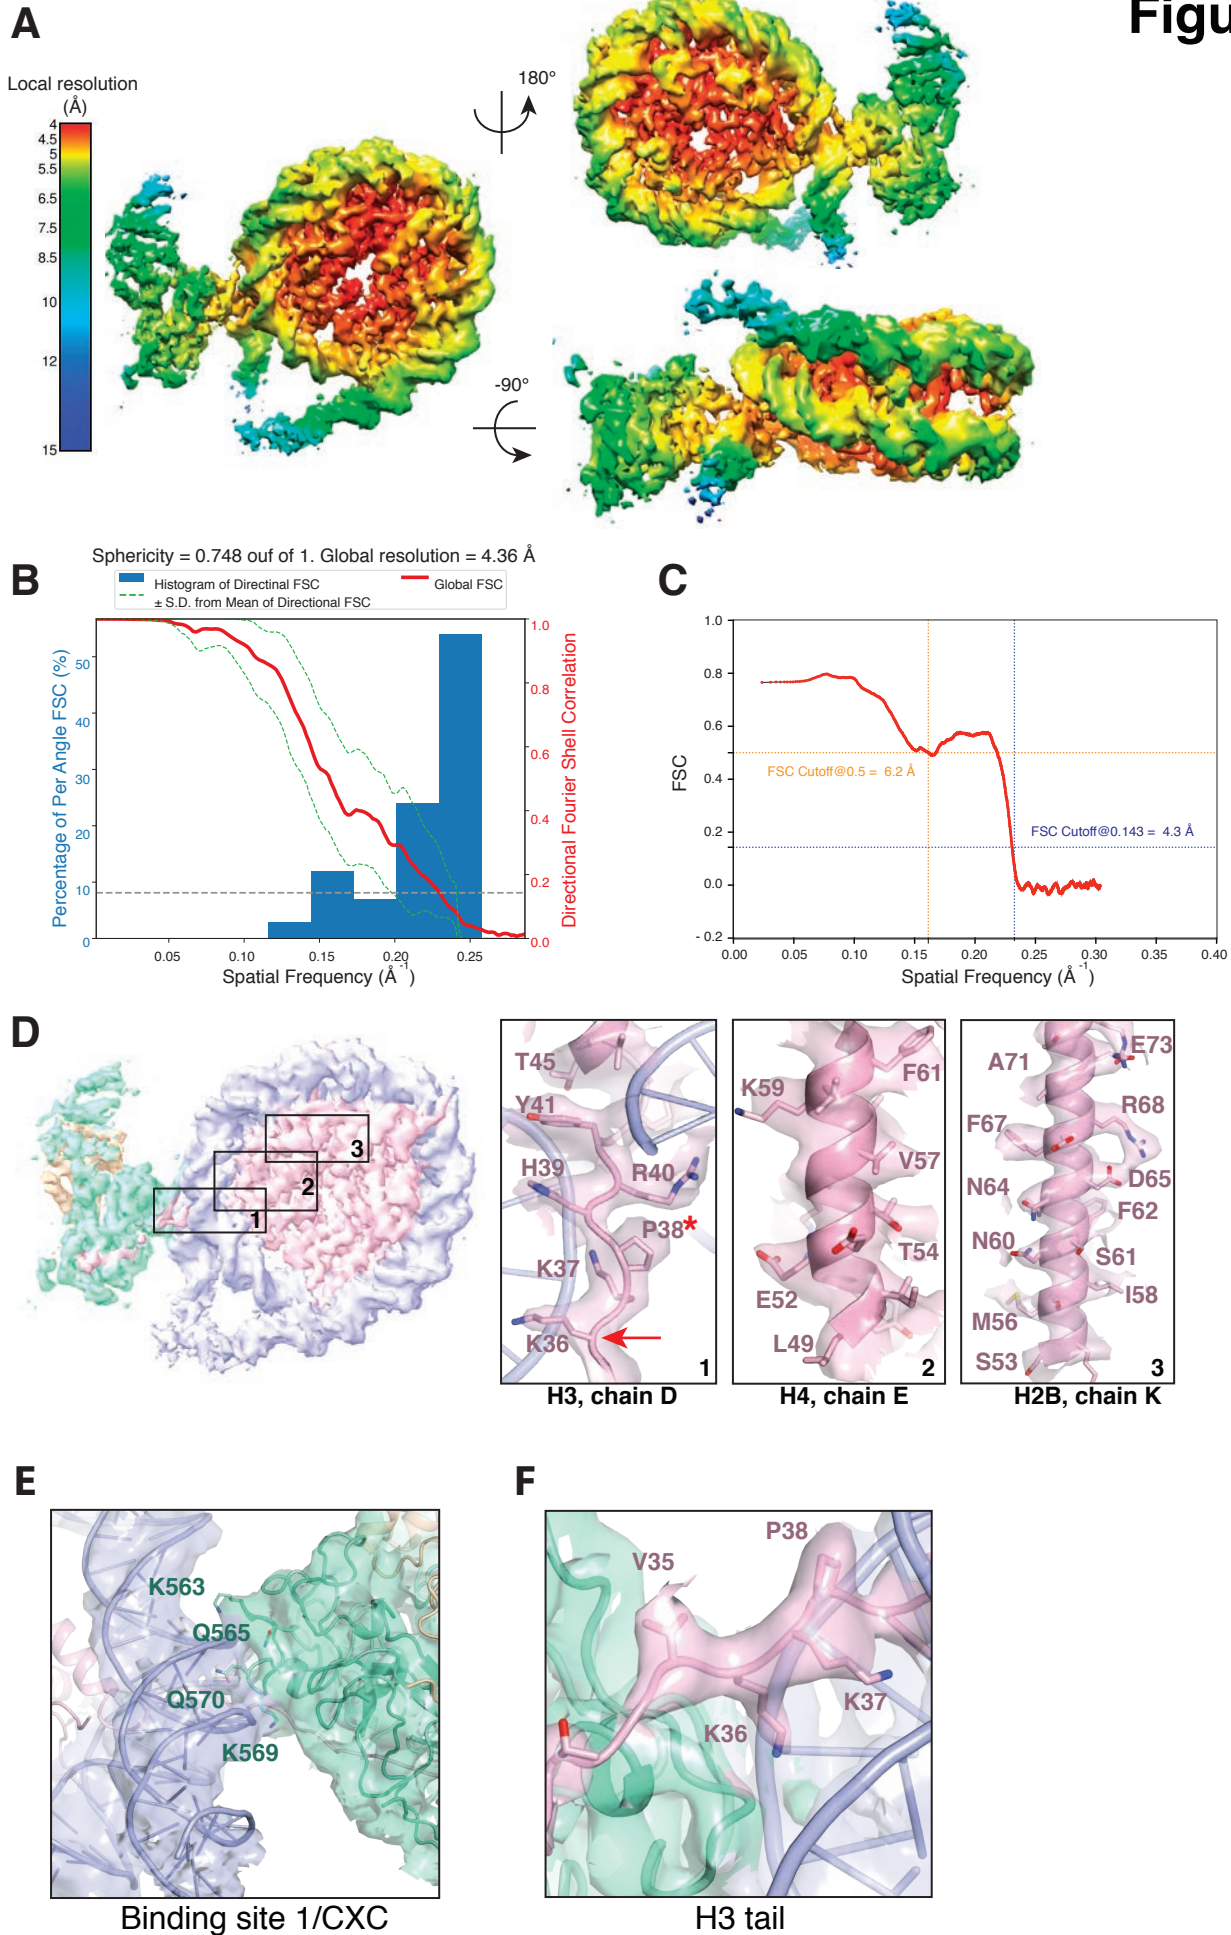 Figu
A
Local resolution
(Å)
4
4.5
5
5.5
6.5
7.5
8.5
10
12
15
180°
-90°
B
Sphericity = 0.748 ouf of 1. Global resolution = 4.36 Å
Histogram of Directinal FSC
Global FSC
± S.D. from Mean of Directional FSC
Percentage of Per Angle FSC (%)
50
40
30
20
10
0
1.0
0.8
0.6
0.4
0.2
0.0
Directional Fourier Shell Correlation
0.05 0.10 0.15 0.20 0.25
Spatial Frequency (Å-1)
C
FSC
1.0
0.8
0.6
0.4
0.2
0.0
- 0.2
FSC Cutoff@0.5 = 6.2 Å
FSC Cutoff@0.143 = 4.3 Å
0.00 0.05 0.10 0.15 0.20 0.25 0.30 0.35 0.40
Spatial Frequency (Å-1)
D
3
2
1
T45
Y41
H39
R40
P38*
K37
K36
1
H3, chain D
F61
K59
V57
T54
E52
L49
2
H4, chain E
E73
A71
R68
F67
D65
N64
F62
N60
S61
I58
M56
S53
3
H2B, chain K
E
K563
Q565
Q570
K569
Binding site 1/CXC
F
P38
V35
K37
K36
H3 tail